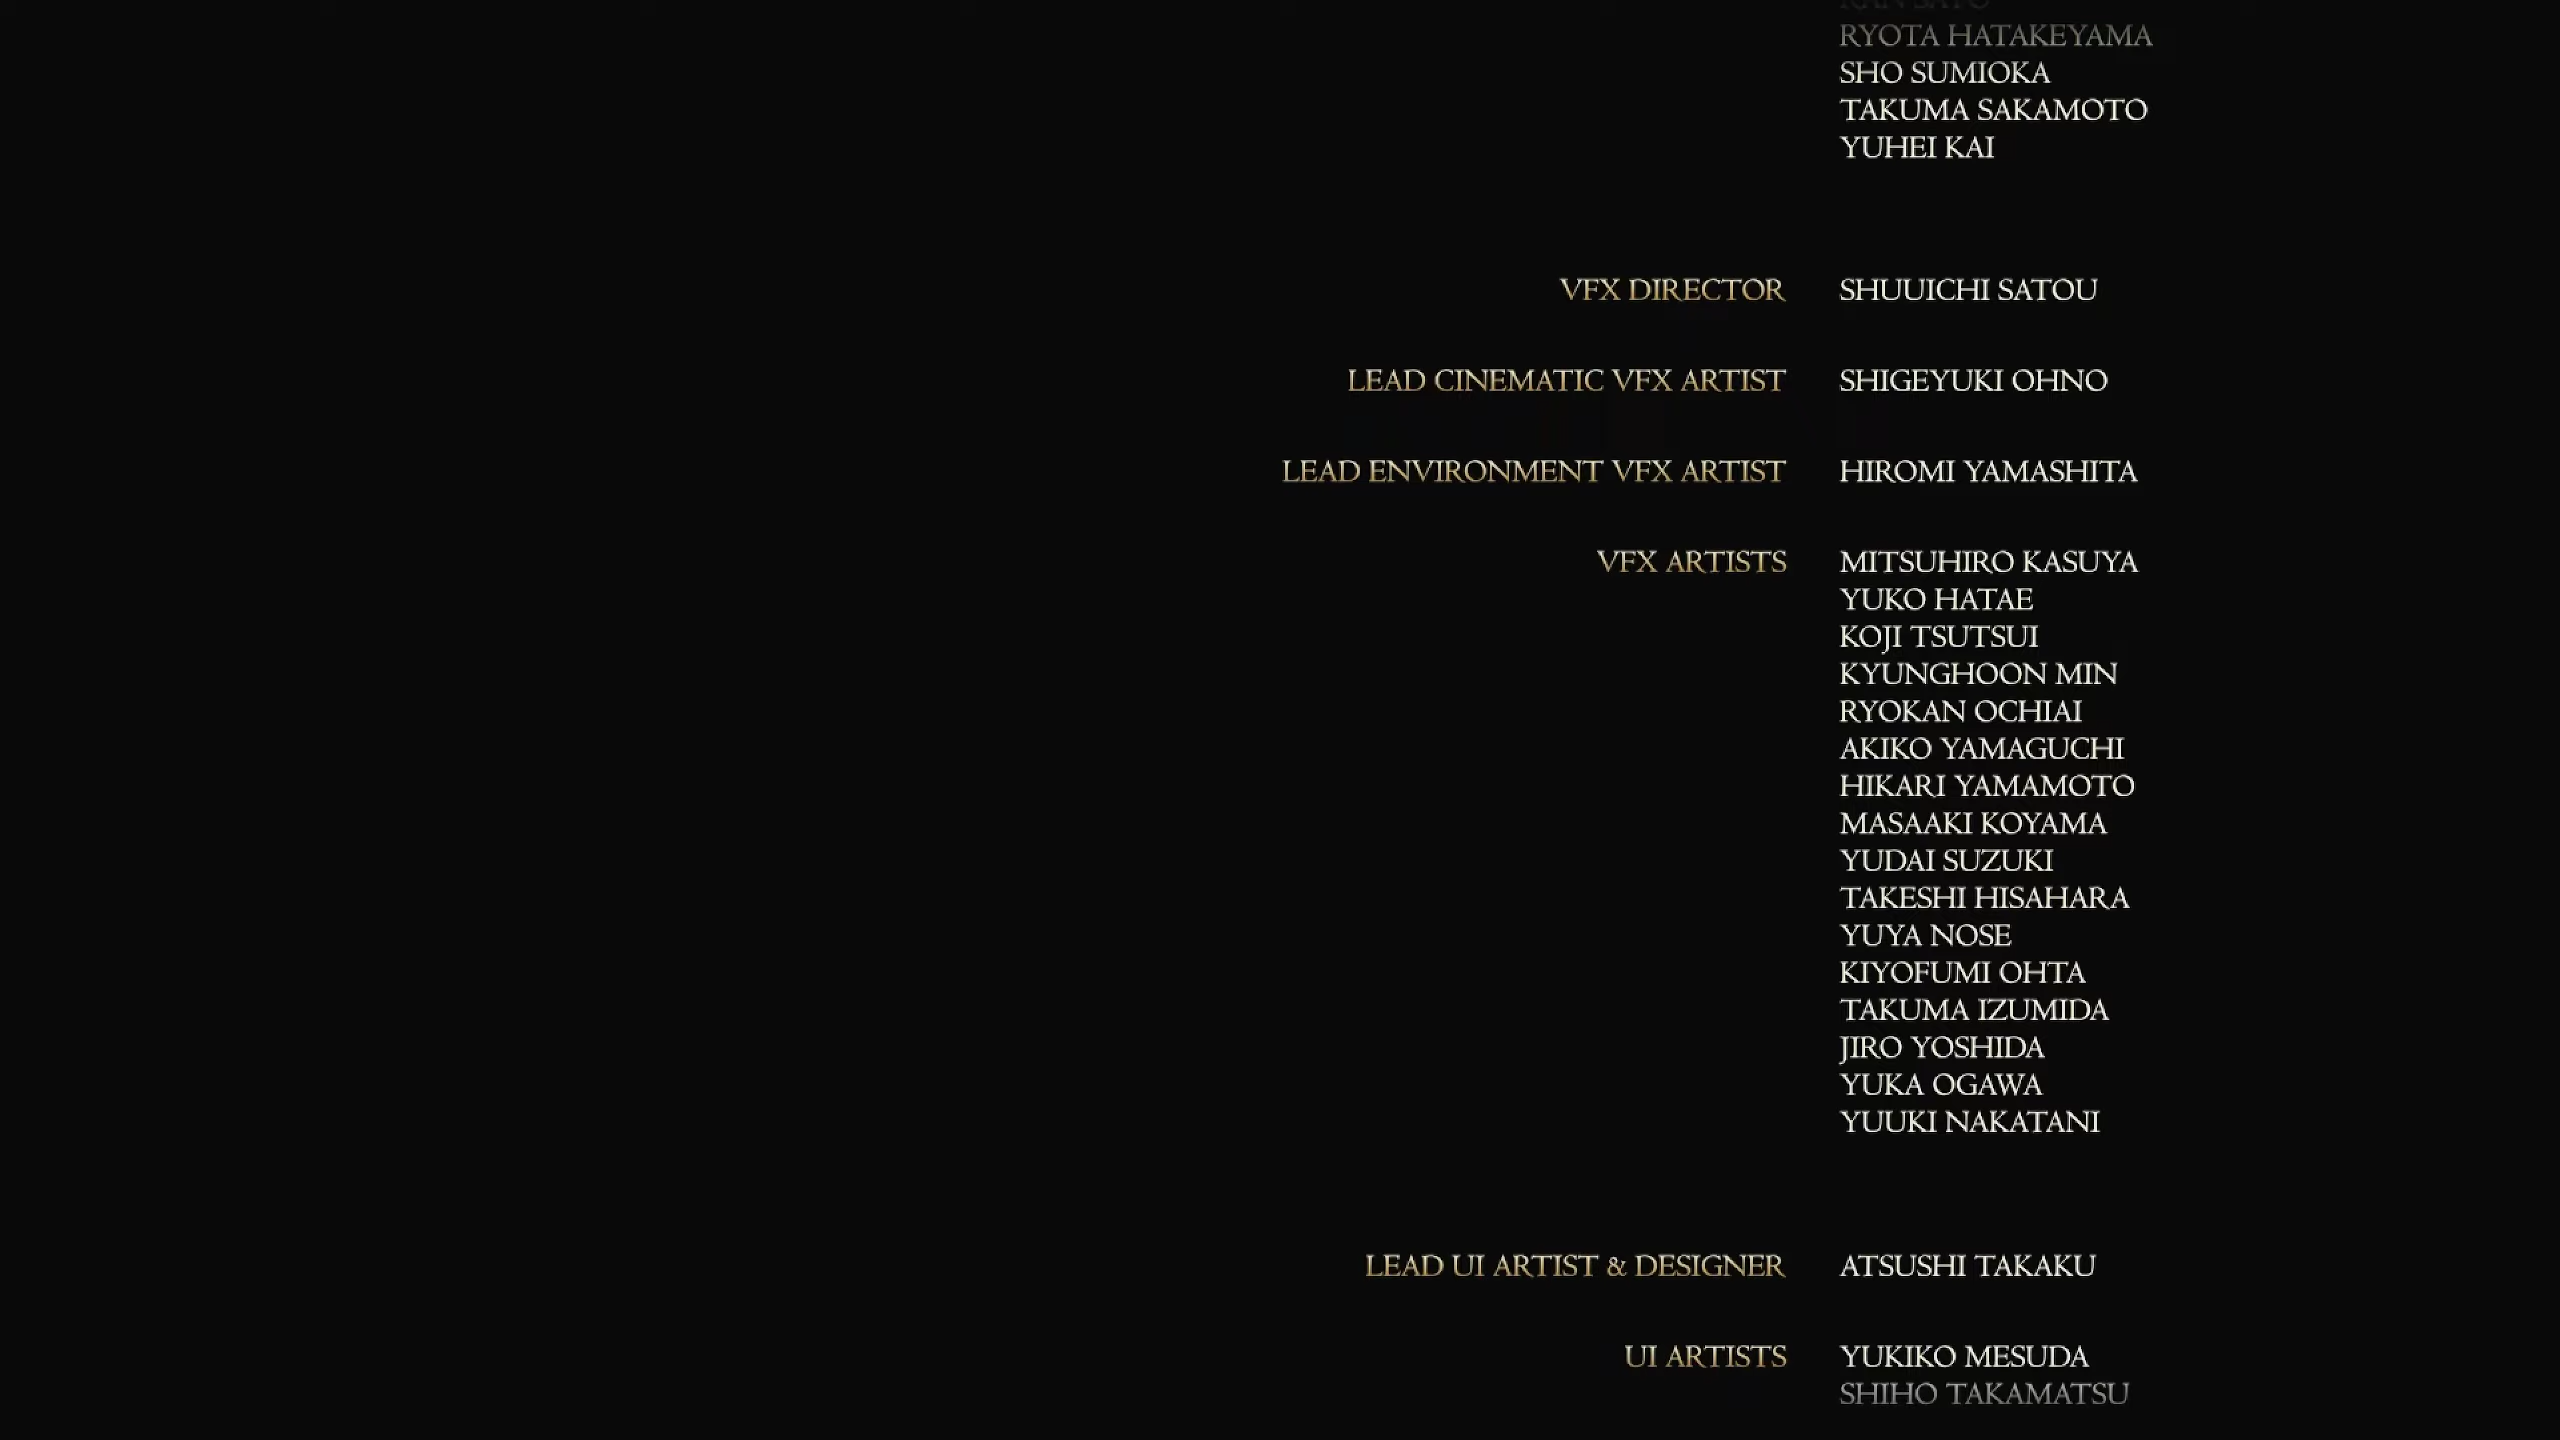 RYOTA HATAKEYAMA
SHO SUMIOKA
TAKUMA SAKAMOTO
YUHEI KAI
VFX DIRECTOR SHUUICHI SATOU
LEAD CINEMATIC VFX ARTIST SHIGEYUKI OHNO
LEAD ENVIRONMENT VFX ARTIST HIROMI YAMASHITA
VFX ARTISTS MITSUHIRO KASUYA
YUKO HATAE
KOJI TSUTSUI
KYUNGHOON MIN
RYOKAN OCHIAI
AKIKO YAMAGUCHI
HIKARI YAMAMOTO
MASAAKI KOYAMA
YUDAI SUZUKI
TAKESHI HISAHARA
YUYA NOSE
KIYOFUMI OHTA
TAKUMA IZUMIDA
JIRO YOSHIDA
YUKA OGAWA
YUUKI NAKATANI
LEAD UI ARTIST & DESIGNER ATSUSHI TAKAKU
UI ARTISTS YUKIKO MESUDA
SHIHO TAKAMATSU